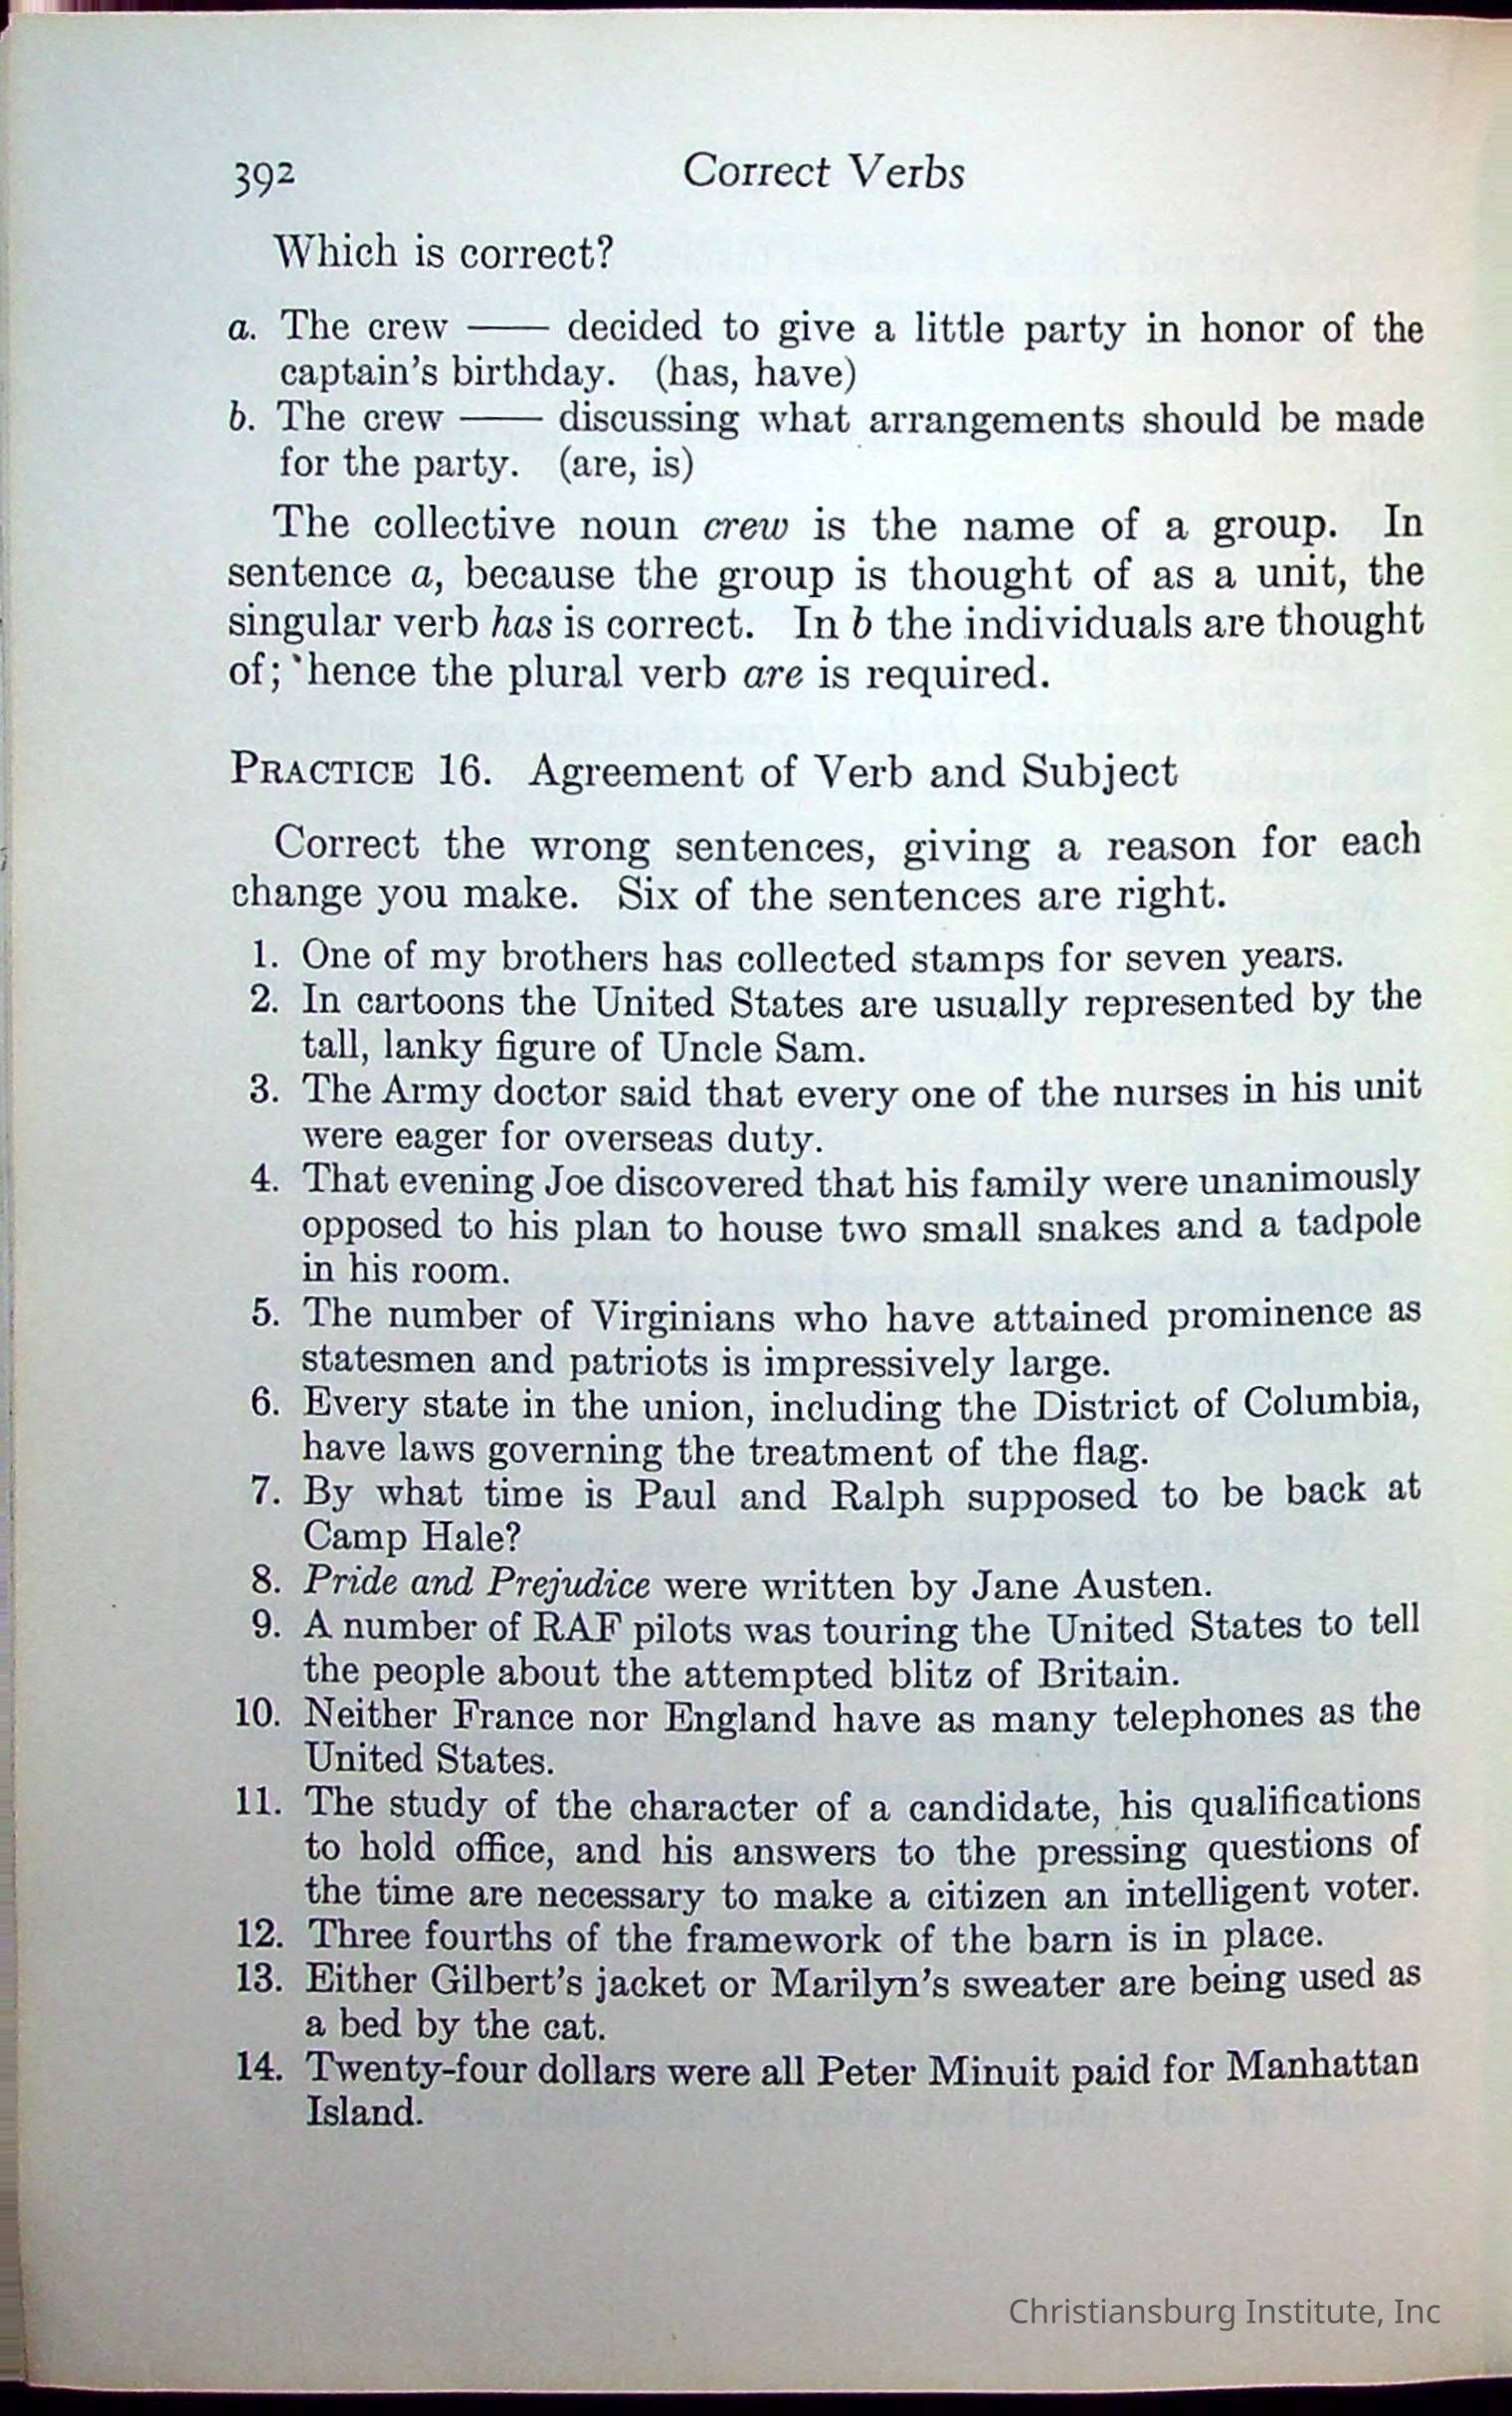 392 Correct Verbs
Which is correct?
a. The crew —— decided to give a little party in honor of the
captain's birthday. (has, have)
b. The crew —— discussing what arrangements should be made
for the party. (are, is)
The collective noun crew is the name of a group. In
sentence a, because the group is thought of as a unit, the
singular verb has is correct. In b the individuals are thought
of; hence the plural verb are is required.
PRACTICE 16. Agreement of Verb and Subject
Correct the wrong sentences, giving a reason for each
change you make. Six of the sentences are right.
1. One of my brothers has collected stamps for seven years.
2. In cartoons the United States are usually represented by the
tall, lanky figure of Uncle Sam.
3. The Army doctor said that every one of the nurses in his unit
were eager for overseas duty.
4. That evening Joe discovered that his family were unanimously
opposed to his plan to house two small snakes and a tadpole
in his room.
5. The number of Virginians who have attained prominence as
statesmen and patriots is impressively large.
6. Every state in the union, including the District of Columbia,
have laws governing the treatment of the flag.
7. By what time is Paul and Ralph supposed to be back at
Camp Hale?
8. Pride and Prejudice were written by Jane Austen.
9. A number of RAF pilots was touring the United States to tell
the people about the attempted blitz of Britain.
10. Neither France nor England have as many telephones as the
United States.
11. The study of the character of a candidate, his qualifications
to hold office, and his answers to the pressing questions of
the time are necessary to make a citizen an intelligent voter.
12. Three fourths of the framework of the barn is in place.
13. Either Gilbert's jacket or Marilyn's sweater are being used as
a bed by the cat.
14. Twenty-four dollars were all Peter Minuit paid for Manhattan
Island.
Christiansburg Institute, Inc